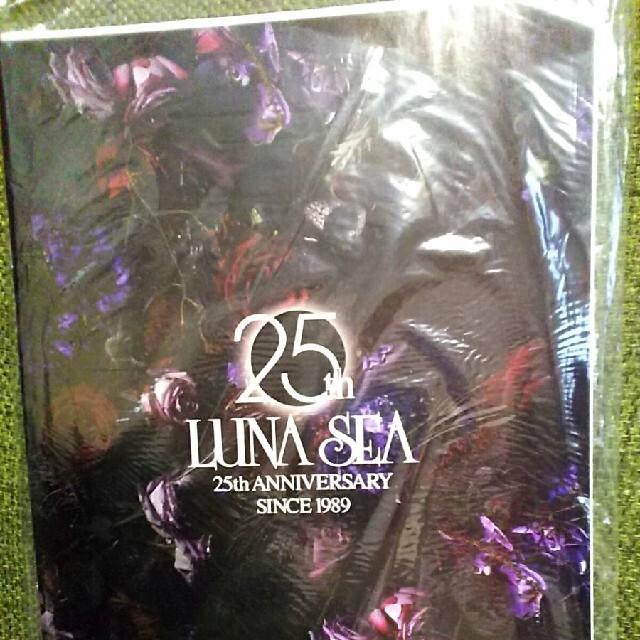 25th
LUNA SEA
25th ANNIVERSARY
SINCE 1989